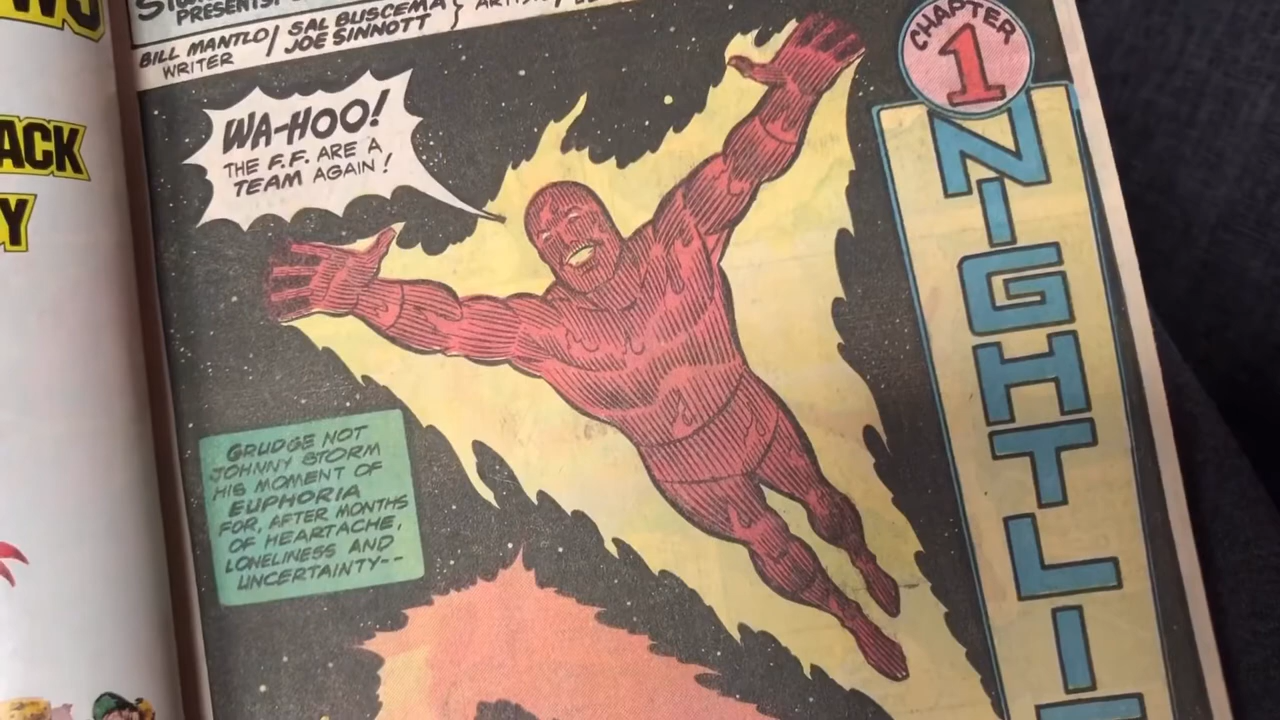 PRESENTS:
BILL MANTLO/
WRITER
SAL BUSCEMA
JOE SINNOTT
WA-HOO!
THE F.F. ARE A
TEAM AGAIN!
CHAPTER
1
GRUDGE NOT
JOHNNY STORM
HIS MOMENT OF
EUPHORIA
FOR, AFTER MONTHS
OF HEARTACHE,
LONELINESS AND
UNCERTAINTY--
NIGHTLI
ACK
Y